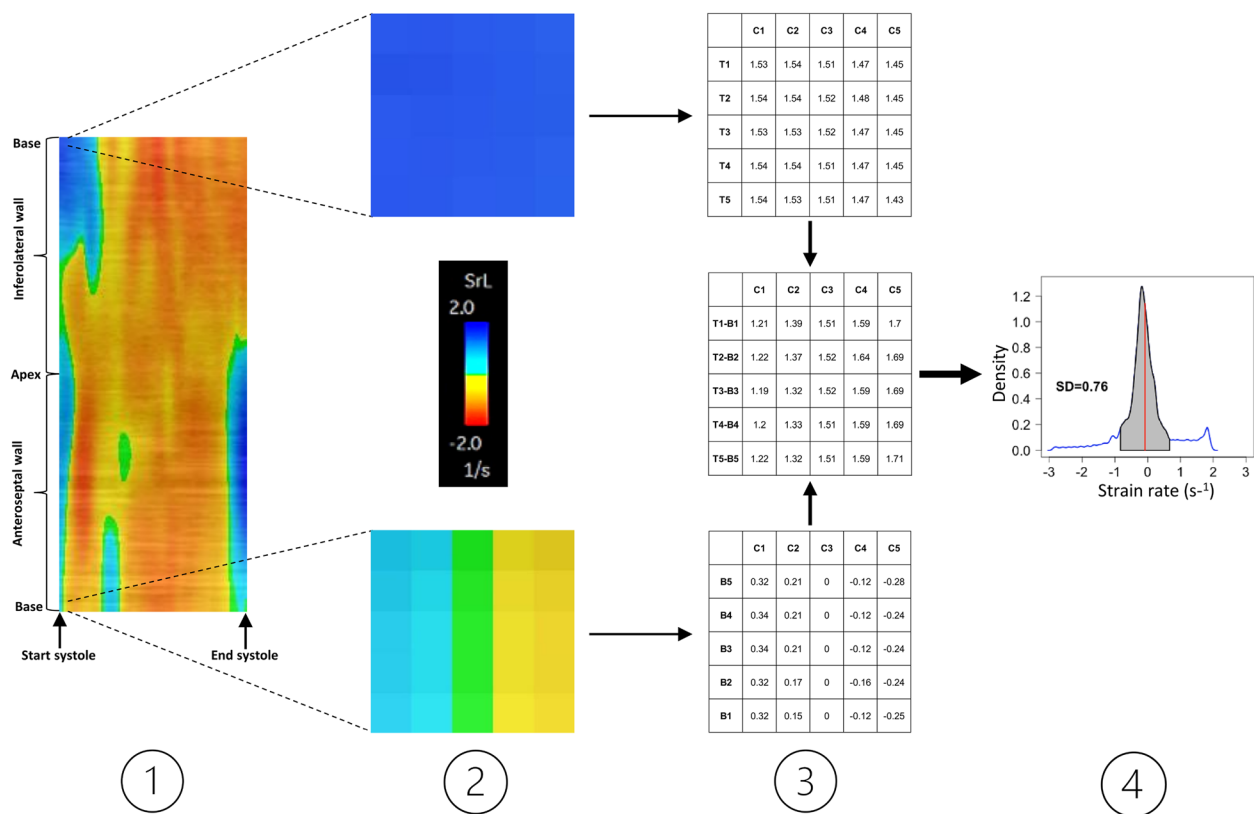 C1 C2 C3 C4 C5
T1 1.53 1.54 1.51 1.47 1.45
T2 1.54 1.54 1.52 1.48 1.45
T3 1.53 1.53 1.52 1.47 1.45
T4 1.54 1.54 1.51 1.47 1.45
T5 1.54 1.53 1.51 1.47 1.43
Base
Inferolateral wall
Apex
Anteroseptal wall
Base
Start systole
End systole
SrL
2.0
-2.0
1/s
C1 C2 C3 C4 C5
T1-B1 1.21 1.39 1.51 1.59 1.7
T2-B2 1.22 1.37 1.52 1.64 1.69
T3-B3 1.19 1.32 1.52 1.59 1.69
T4-B4 1.2 1.33 1.51 1.59 1.69
T5-B5 1.22 1.32 1.51 1.59 1.71
C1 C2 C3 C4 C5
B5 0.32 0.21 0 -0.12 -0.28
B4 0.34 0.21 0 -0.12 -0.24
B3 0.34 0.21 0 -0.12 -0.24
B2 0.32 0.17 0 -0.16 -0.24
B1 0.32 0.15 0 -0.12 -0.25
Density
1.2
1.0
0.8
0.6
0.4
0.2
0.0
SD=0.76
-3 -2 -1 0 1 2 3
Strain rate (s-¹)
1
2
3
4